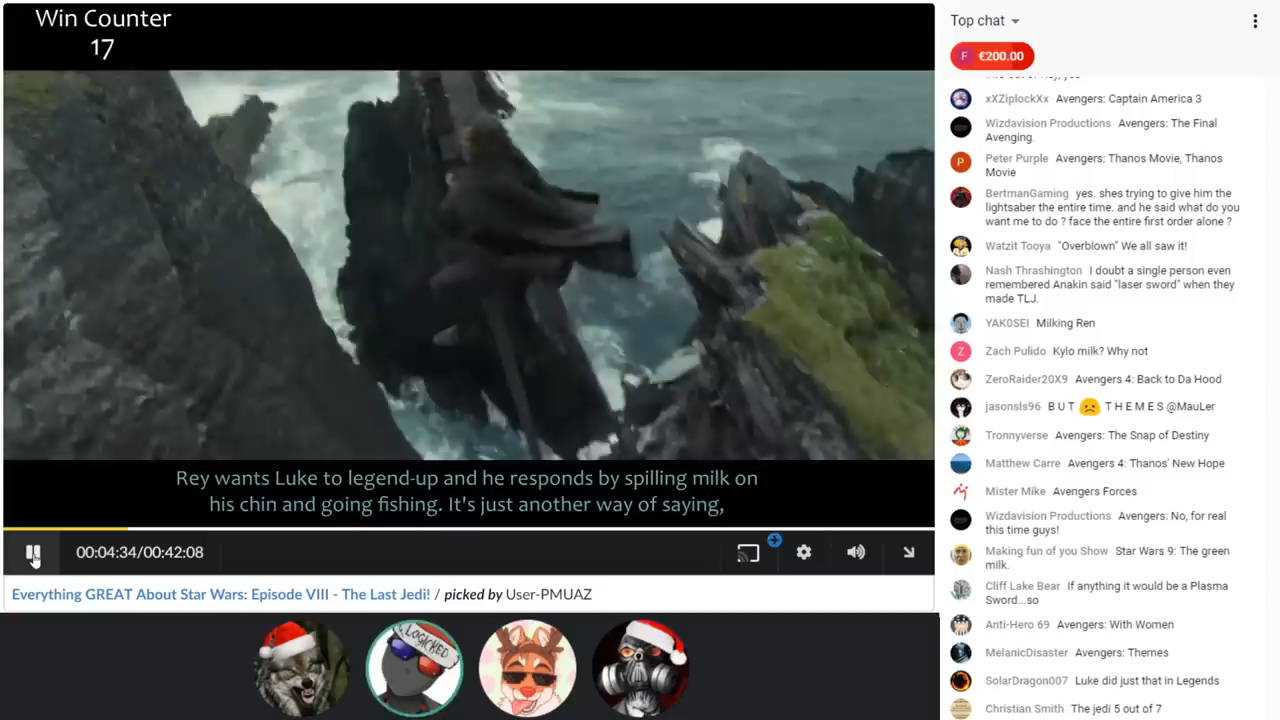 Win Counter
17
Rey wants Luke to legend-up and he responds by spilling milk on
his chin and going fishing. It's just another way of saying,
00:04:34/00:42:08
Everything GREAT About Star Wars: Episode VIII - The Last Jedi! / picked by User-PMUAZ
LOGICKED
Top chat
F €200.00
xXZiplockXx Avengers: Captain America 3
Wizdavision Productions Avengers: The Final
Avenging.
Peter Purple Avengers: Thanos Movie, Thanos
Movie
BertmanGaming yes. shes trying to give him the
lightsaber the entire time. and he said what do you
want me to do ? face the entire first order alone ?
Watzit Tooya "Overblown" We all saw it!
Nash Thrashington I doubt a single person even
remembered Anakin said "laser sword" when they
made TLJ.
YAK0SEI Milking Ren
Z Zach Pulido Kylo milk? Why not
ZeroRaider20X9 Avengers 4: Back to Da Hood
jasonsls96 B U T T H E M E S @MauLer
Tronnyverse Avengers: The Snap of Destiny
Matthew Carre Avengers 4: Thanos' New Hope
Mister Mike Avengers Forces
Wizdavision Productions Avengers: No, for real
this time guys!
Making fun of you Show Star Wars 9: The green
milk.
Cliff Lake Bear If anything it would be a Plasma
Sword...so
Anti-Hero 69 Avengers: With Women
MelanicDisaster Avengers: Themes
SolarDragon007 Luke did just that in Legends
Christian Smith The jedi 5 out of 7